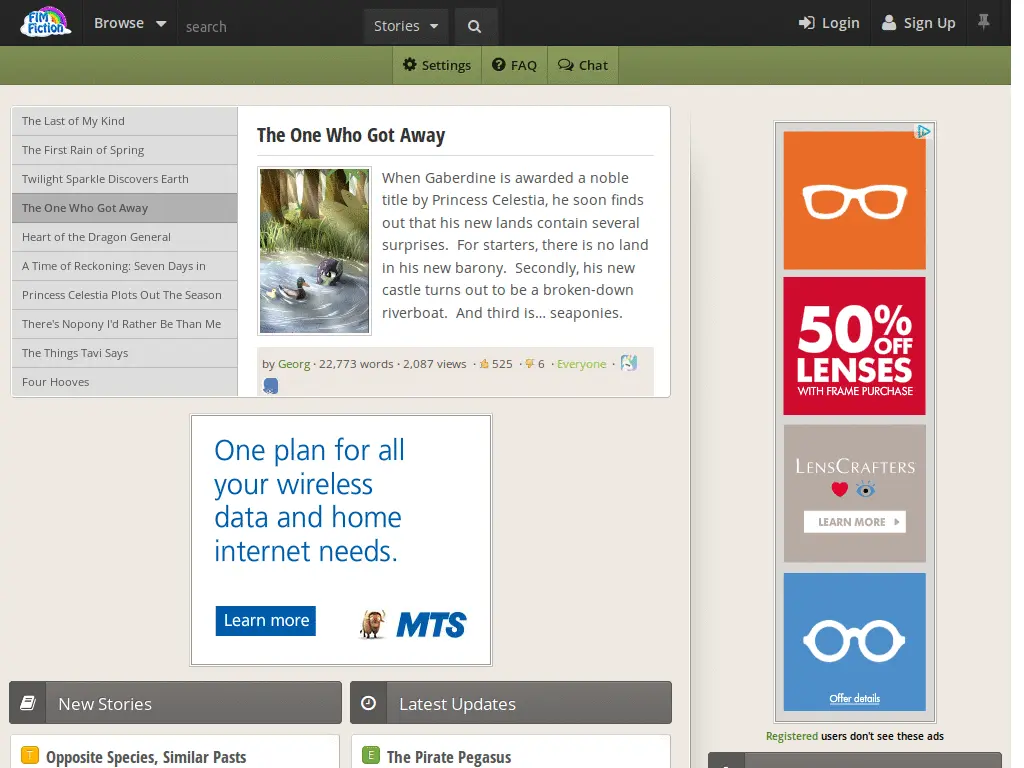 FIM Fiction
Browse
search
Stories
Login
Sign Up
Settings
FAQ
Chat
The Last of My Kind
The First Rain of Spring
Twilight Sparkle Discovers Earth
The One Who Got Away
Heart of the Dragon General
A Time of Reckoning: Seven Days in
Princess Celestia Plots Out The Season
There's Nopony I'd Rather Be Than Me
The Things Tavi Says
Four Hooves
The One Who Got Away
When Gaberdine is awarded a noble
title by Princess Celestia, he soon finds
out that his new lands contain several
surprises. For starters, there is no land
in his new barony. Secondly, his new
castle turns out to be a broken-down
riverboat. And third is... seaponies.
by Georg · 22,773 words · 2,087 views · 525 · 6 · Everyone ·
One plan for all
your wireless
data and home
internet needs.
Learn more
MTS
50% OFF
LENSES
WITH FRAME PURCHASE
LENSCRAFTERS
LEARN MORE
Offer details
Registered users don't see these ads
New Stories
Latest Updates
T Opposite Species, Similar Pasts
E The Pirate Pegasus